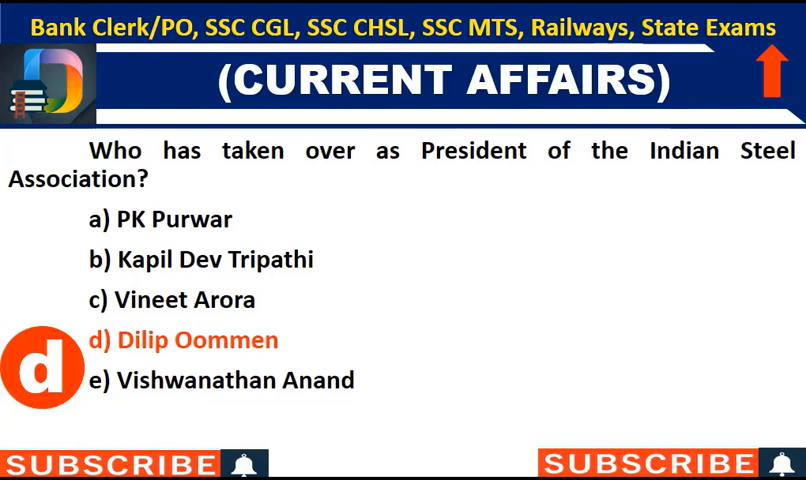 Bank Clerk/PO, SSC CGL, SSC CHSL, SSC MTS, Railways, State Exams
(CURRENT AFFAIRS)
Who has taken over as President of the Indian Steel
Association?
a) PK Purwar
b) Kapil Dev Tripathi
c) Vineet Arora
d) Dilip Oommen
d
e) Vishwanathan Anand
SUBSCRIBE
SUBSCRIBE